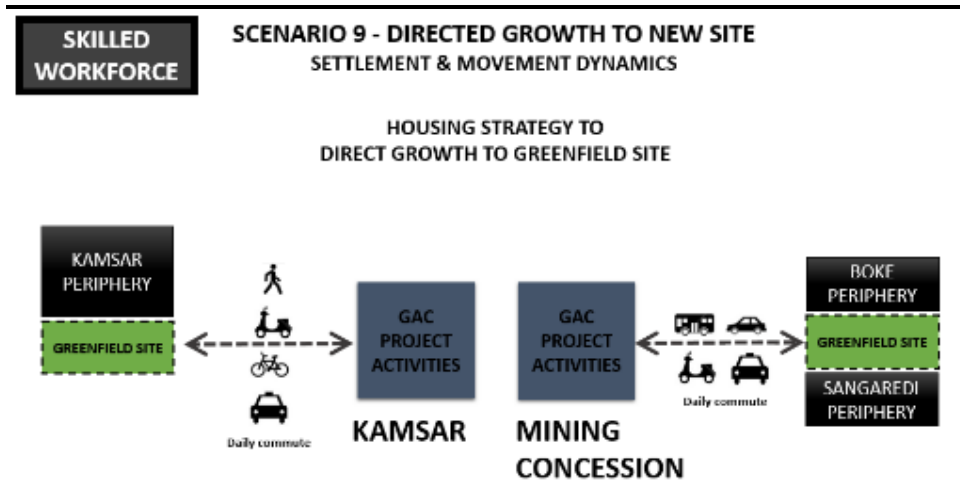 SKILLED
WORKFORCE
SCENARIO 9 - DIRECTED GROWTH TO NEW SITE
SETTLEMENT & MOVEMENT DYNAMICS
HOUSING STRATEGY TO
DIRECT GROWTH TO GREENFIELD SITE
KAMSAR
PERIPHERY
GREENFIELD SITE
Daily commute
GAC
PROJECT
ACTIVITIES
KAMSAR
GAC
PROJECT
ACTIVITIES
MINING
CONCESSION
Daily commute
BOKE
PERIPHERY
GREENFIELD SITE
SANGAREDI
PERIPHERY